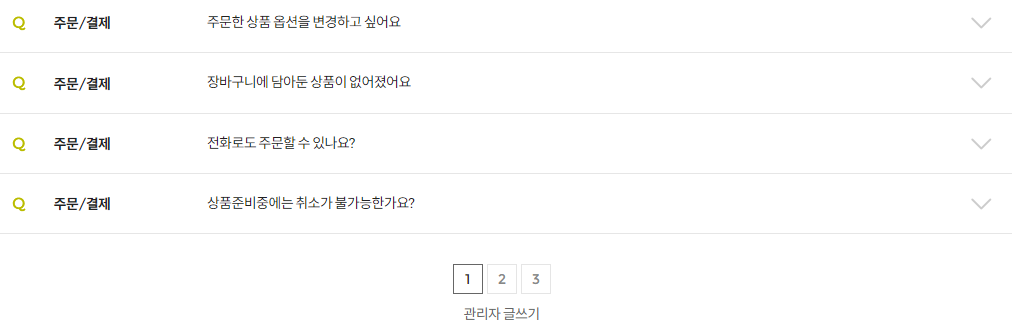 Q 주문/결제 주문한 상품 옵션을 변경하고 싶어요
Q 주문/결제 장바구니에 담아둔 상품이 없어졌어요
Q 주문/결제 전화로도 주문할 수 있나요?
Q 주문/결제 상품준비중에는 취소가 불가능한가요?
1 2 3
관리자 글쓰기